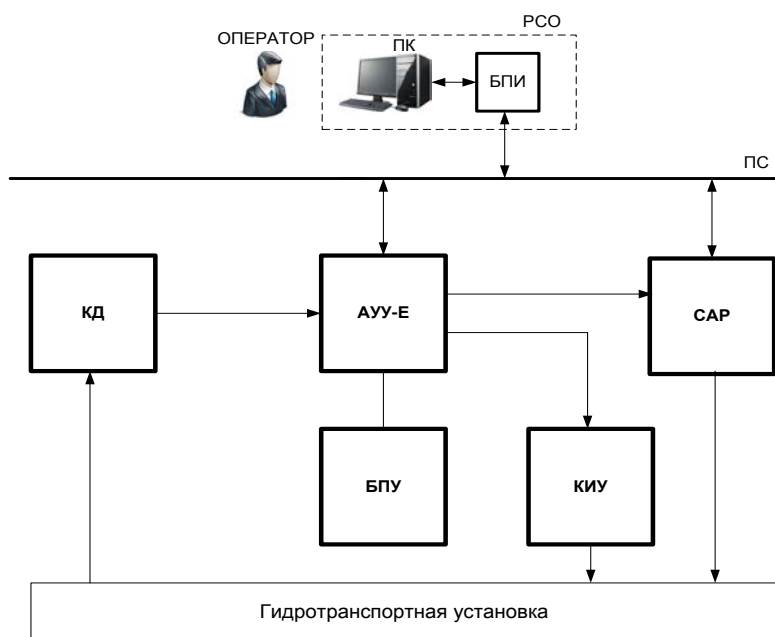 РСО
ОПЕРАТОР
ПК
БПИ
ПС
КД
АУУ-Е
САР
БПУ
КИУ
Гидротранспортная установка